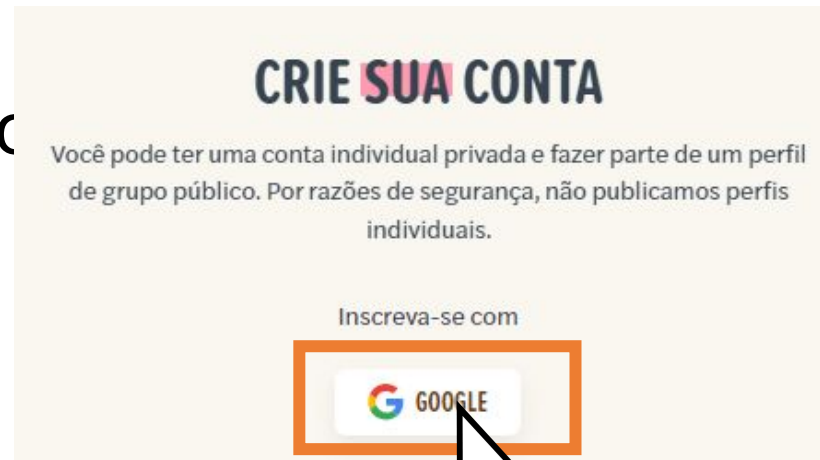 CRIE SUA CONTA
Você pode ter uma conta individual privada e fazer parte de um perfil
de grupo público. Por razões de segurança, não publicamos perfis
individuais.
Inscreva-se com
GOOGLE